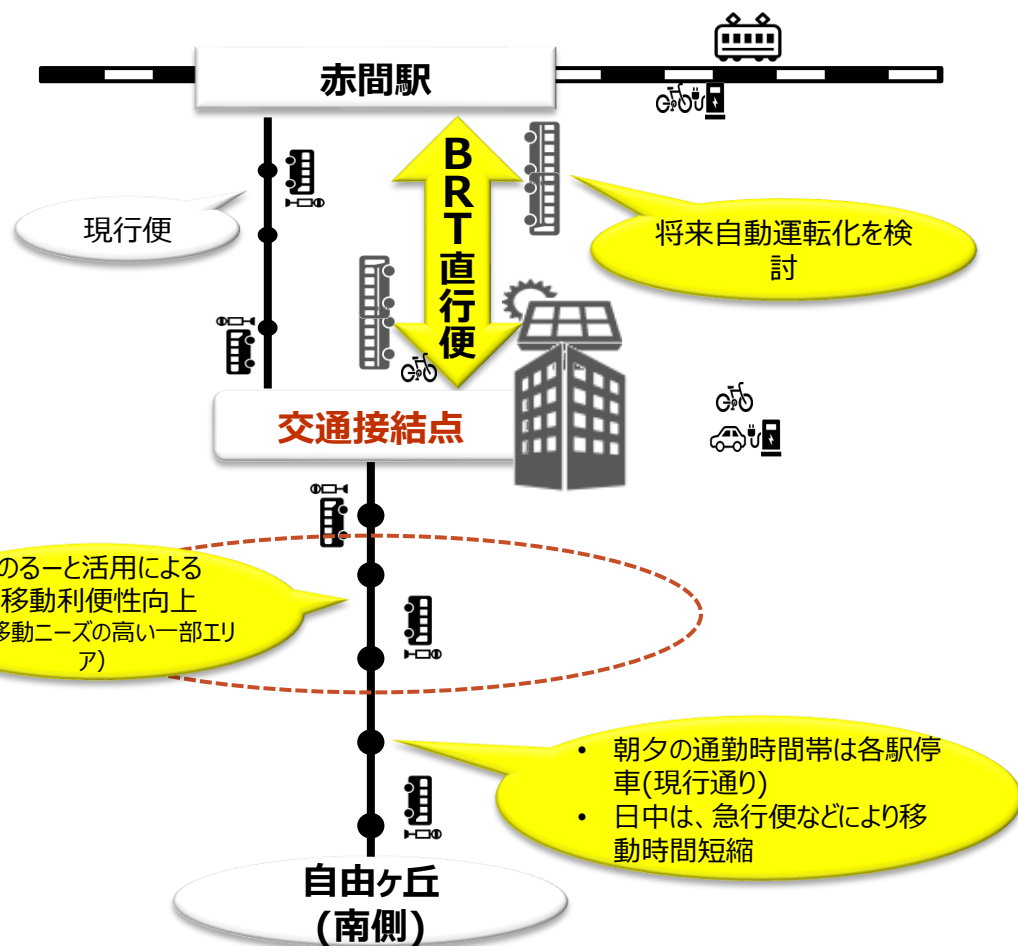 赤間駅
BRT直行便
現行便
将来自動運転化を検
討
交通接結点
のるーと活用による
移動利便性向上
移動ニーズの高い一部エリ
ア)
• 朝夕の通勤時間帯は各駅停
車(現行通り)
• 日中は、急行便などにより移
動時間短縮
自由ヶ丘
(南側)